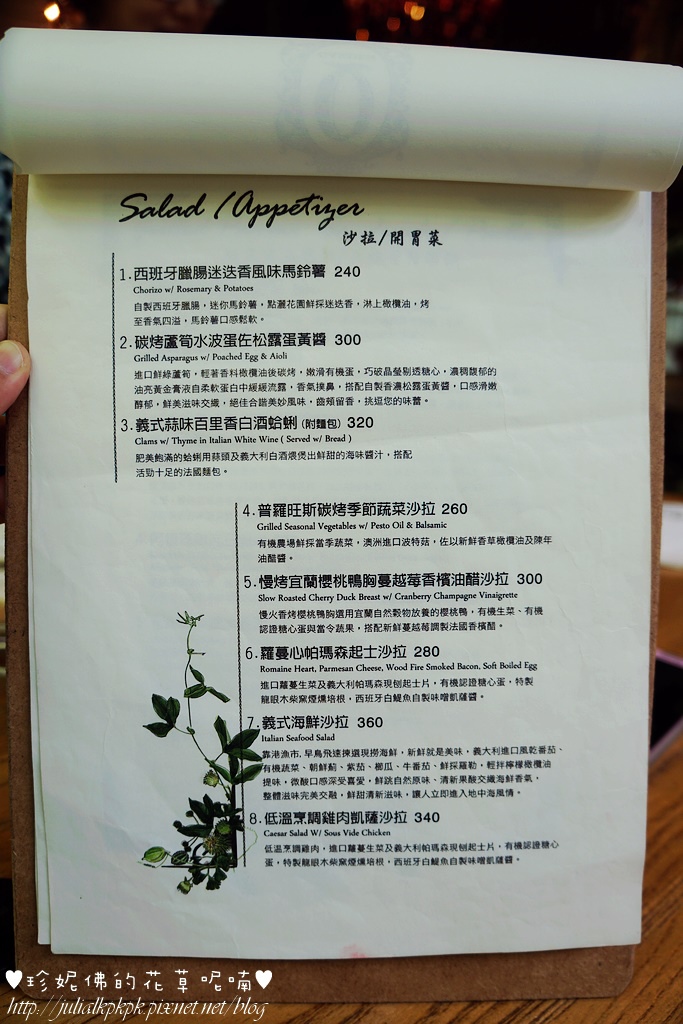 Salad / Appetizer
沙拉/開胃菜
1. 西班牙臘腸迷迭香風味馬鈴薯 240
Chorizo w/ Rosemary & Potatoes
自製西班牙臘腸，迷你馬鈴薯，點灑花園鮮採迷迭香，淋上橄欖油，烤
至香氣四溢，馬鈴薯口感鬆軟。
2. 碳烤蘆筍水波蛋佐松露蛋黃醬 300
Grilled Asparagus w/ Poached Egg & Aioli
進口鮮綠蘆筍，輕著香料橄欖油後碳烤，嫩滑有機蛋，巧破晶瑩剔透糖心，濃稠馥郁的
油亮黃金膏液自柔軟蛋白中緩緩流露，香氣撲鼻，搭配自製香濃松露蛋黃醬，口感滑嫩
醇郁，鮮美滋味交織，絕佳合諧美妙風味，齒頰留香，挑逗您的味蕾。
3. 義式蒜味百里香白酒蛤蜊 (附麵包) 320
Clams w/ Thyme in Italian White Wine ( Served w/ Bread )
肥美飽滿的蛤蜊用蒜頭及義大利白酒煨煲出鮮甜的海味醬汁，搭配
活勁十足的法國麵包。
4. 普羅旺斯碳烤季節蔬菜沙拉 260
Grilled Seasonal Vegetables w/ Pesto Oil & Balsamic
有機農場鮮採當季蔬菜，澳洲進口波特菇，佐以新鮮香草橄欖油及陳年
油醋醬。
5. 慢烤宜蘭櫻桃鴨胸蔓越莓香檳油醋沙拉 300
Slow Roasted Cherry Duck Breast w/ Cranberry Champagne Vinaigrette
慢火香烤櫻桃鴨胸選用宜蘭自然穀物放養的櫻桃鴨，有機生菜、有機
認證糖心蛋與當令蔬果，搭配新鮮蔓越莓調製法國香檳醋。
6. 羅蔓心帕瑪森起士沙拉 280
Romaine Heart, Parmesan Cheese, Wood Fire Smoked Bacon, Soft Boiled Egg
進口蘿蔓生菜及義大利帕瑪森現刨起士片，有機認證糖心蛋，特製
龍眼木柴窯煙燻培根，西班牙白鯷魚自製味噌凱薩醬。
7. 義式海鮮沙拉 360
Italian Seafood Salad
靠港漁市，早鳥飛速揀選現撈海鮮，新鮮就是美味，義大利進口風乾番茄、
有機蔬菜、朝鮮薊、紫茄、櫛瓜、牛番茄、鮮採羅勒，輕拌檸檬橄欖油
提味，微酸口感深受喜愛，鮮跳自然原味、清新果酸交織海鮮香氣，
整體滋味完美交融，鮮甜清新滋味，讓人立即進入地中海風情。
8. 低溫烹調雞肉凱薩沙拉 340
Caesar Salad W/ Sous Vide Chicken
低溫烹調雞肉，進口蘿蔓生菜及義大利帕瑪森現刨起士片，有機認證糖心
蛋，特製龍眼木柴窯煙燻培根，西班牙白鯷魚自製味噌凱薩醬。
♥珍妮佛的花草呢喃♥
http://julialkpkpk.pixnet.net/blog